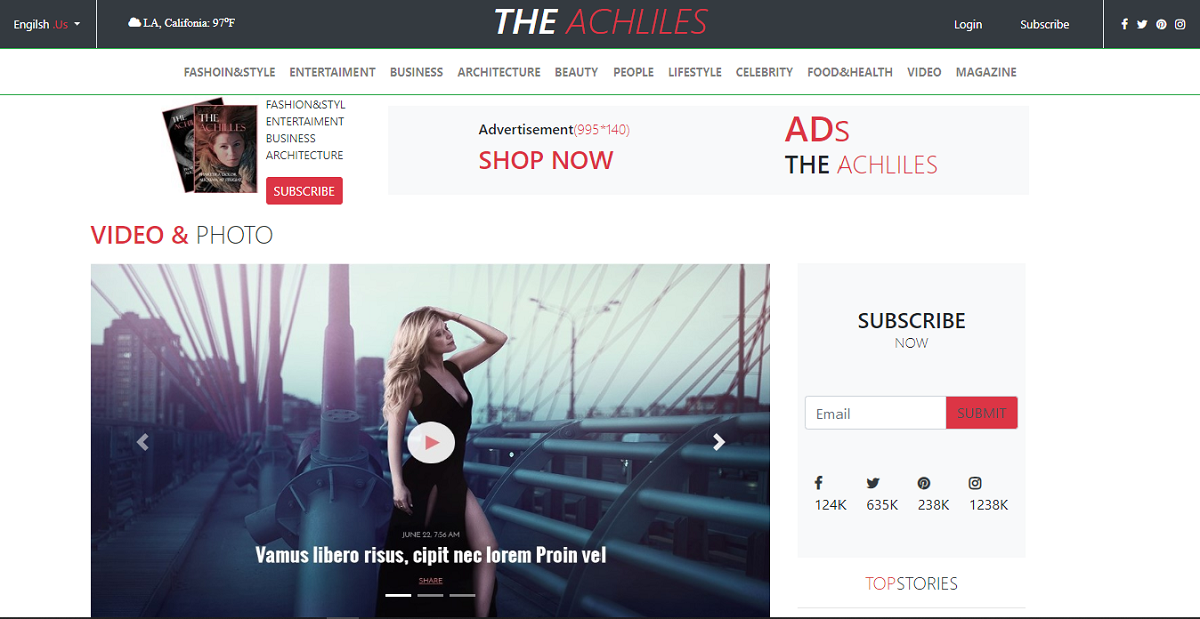 Engilsh .Us
LA, Califonia: 97°F
THE ACHLILES
Login
Subscribe
FASHOIN&STYLE ENTERTAIMENT BUSINESS ARCHITECTURE BEAUTY PEOPLE LIFESTYLE CELEBRITY FOOD&HEALTH VIDEO MAGAZINE
THE
ACHILLES
FASHION&STYL
ENTERTAIMENT
BUSINESS
ARCHITECTURE
SUBSCRIBE
Advertisement(995*140)
SHOP NOW
ADS
THE ACHLILES
VIDEO & PHOTO
JUNE 22, 7:56 AM
Vamus libero risus, cipit nec lorem Proin vel
SHARE
SUBSCRIBE
NOW
Email
SUBMIT
124K 635K 238K 1238K
TOPSTORIES